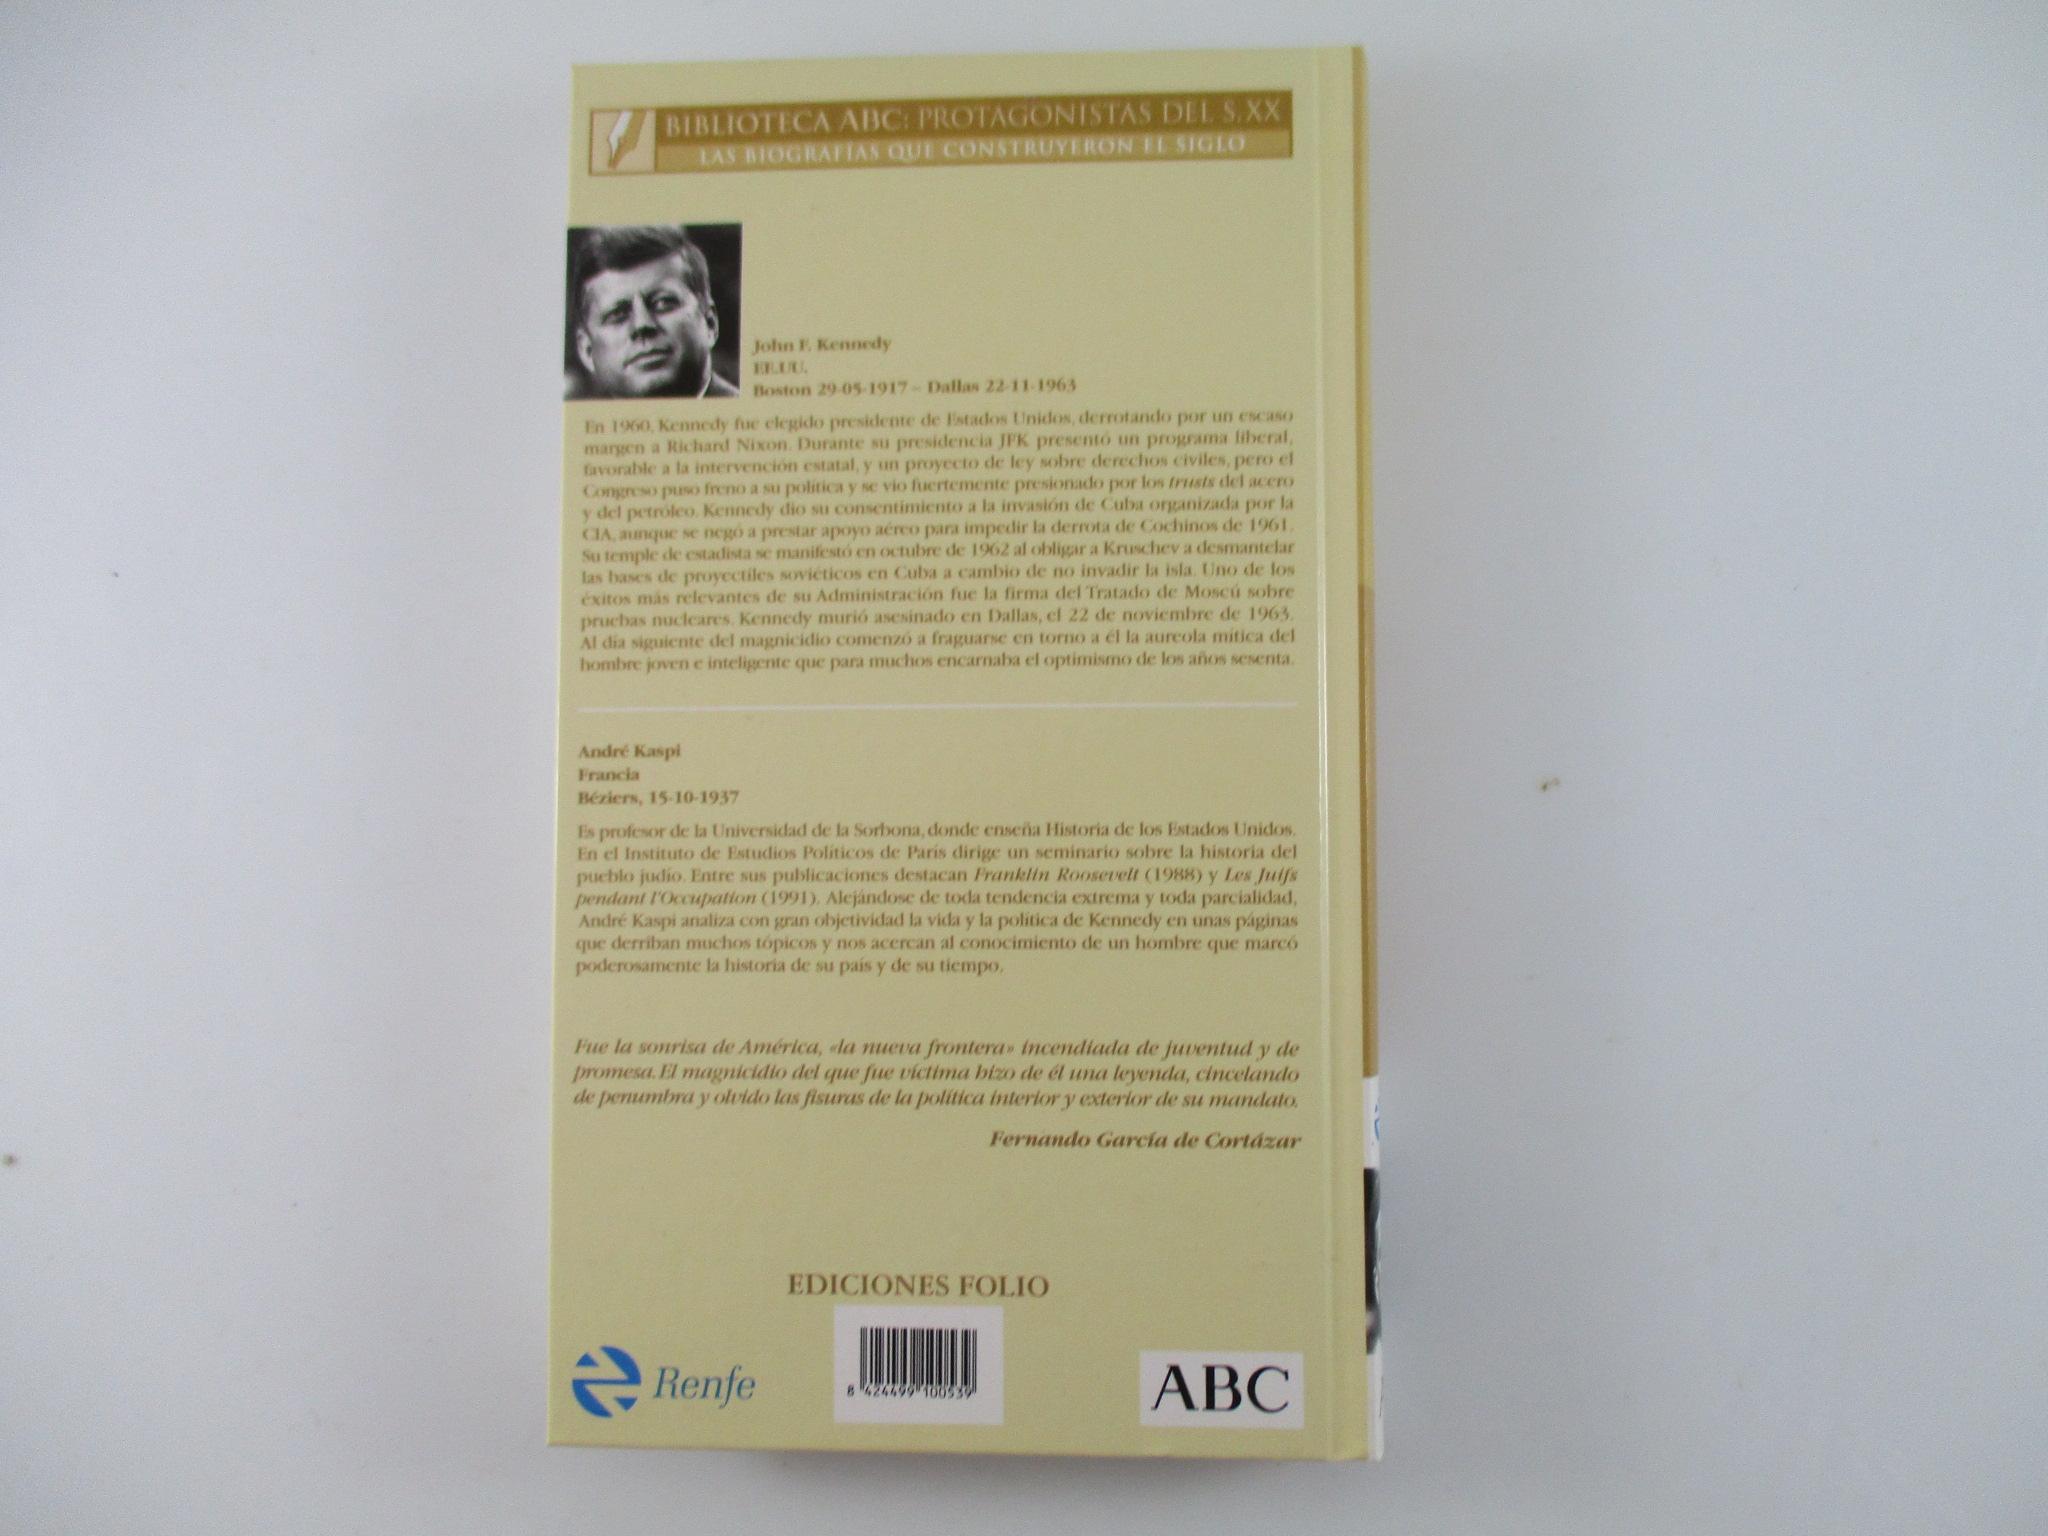 BIBLIOTECA ABC: PROTAGONISTAS DEL S. XX
LAS BIOGRAFÍAS QUE CONSTRUYERON EL SIGLO
John F. Kennedy
EE.UU.
Boston 29-05-1917 – Dallas 22-11-1963
En 1960, Kennedy fue elegido presidente de Estados Unidos, derrotando por un escaso
margen a Richard Nixon. Durante su presidencia JFK presentó un programa liberal,
favorable a la intervención estatal, y un proyecto de ley sobre derechos civiles, pero el
Congreso puso freno a su política y se vio fuertemente presionado por los trusts del acero
y del petróleo. Kennedy dio su consentimiento a la invasión de Cuba organizada por la
CIA, aunque se negó a prestar apoyo aéreo para impedir la derrota de Cochinos de 1961.
Su temple de estadista se manifestó en octubre de 1962 al obligar a Kruschev a desmantelar
las bases de proyectiles soviéticos en Cuba a cambio de no invadir la isla. Uno de los
éxitos más relevantes de su Administración fue la firma del Tratado de Moscú sobre
pruebas nucleares. Kennedy murió asesinado en Dallas, el 22 de noviembre de 1963.
Al día siguiente del magnicidio comenzó a fraguarse en torno a él la aureola mítica del
hombre joven e inteligente que para muchos encarnaba el optimismo de los años sesenta.
André Kaspi
Francia
Béziers, 15-10-1937
Es profesor de la Universidad de la Sorbona, donde enseña Historia de los Estados Unidos.
En el Instituto de Estudios Políticos de París dirige un seminario sobre la historia del
pueblo judío. Entre sus publicaciones destacan Franklin Roosevelt (1988) y Les Juifs
pendant l'Occupation (1991). Alejándose de toda tendencia extrema y toda parcialidad,
André Kaspi analiza con gran objetividad la vida y la política de Kennedy en unas páginas
que derriban muchos tópicos y nos acercan al conocimiento de un hombre que marcó
poderosamente la historia de su país y de su tiempo.
Fue la sonrisa de América, «la nueva frontera» incendiada de juventud y de
promesa. El magnicidio del que fue víctima hizo de él una leyenda, cincelando
de penumbra y olvido las fisuras de la política interior y exterior de su mandato.
Fernando García de Cortázar
EDICIONES FOLIO
Renfe
8 424499 100539
ABC